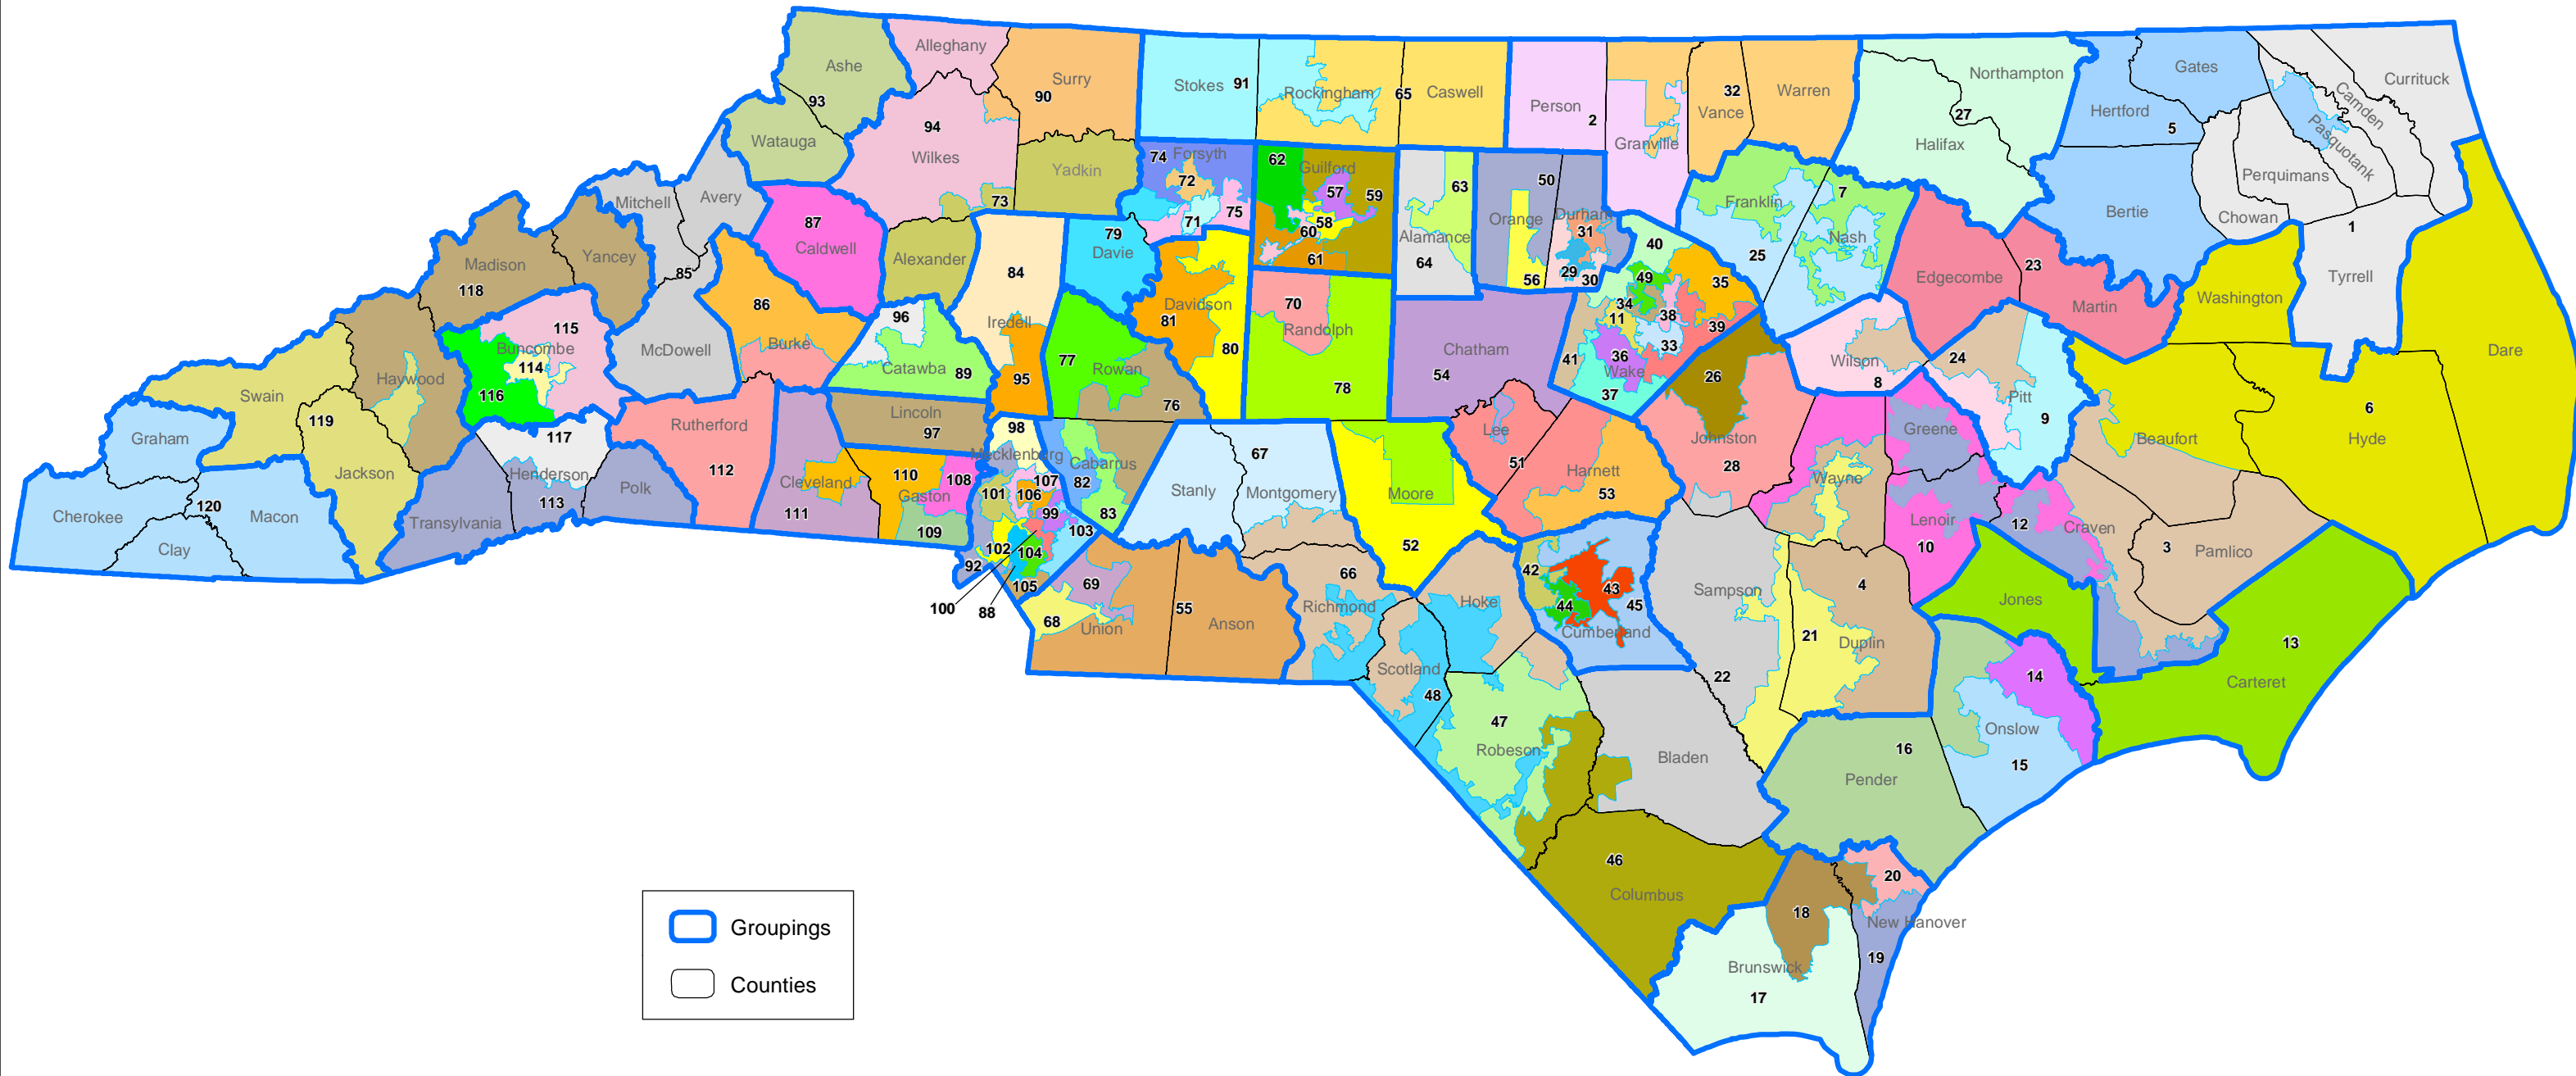 Alleghany
Ashe
Surry
Northampton
Gates
Currituck
Stokes 91
Rockingham
65
Caswell
Person
2
32
Vance
Warren
27
Hertford
5
Camden
Pasquotank
93
90
94
Watauga
Wilkes
Yadkin
73
74 Forsyth
72
71
75
62
Guilford
57
59
58
60
61
63
Alamance
64
50
Orange
56
Durham
31
29
30
Granville
Halifax
Franklin
7
25
Nash
Perquimans
Chowan
Bertie
1
Tyrrell
Mitchell
Avery
87
Caldwell
79
Davie
40
49
35
34
11
38
39
33
36
41
Wake
37
Edgecombe
23
Martin
Washington
Dare
Madison
118
Yancey
85
84
Alexander
Iredell
95
86
Burke
96
Catawba
89
Davidson
81
80
70
Randolph
78
Chatham
54
26
Johnston
28
Wilson
8
24
Pitt
9
6
Hyde
Beaufort
115
Buncombe
114
116
McDowell
77
Rowan
76
Haywood
Swain
119
Jackson
Graham
117
Henderson
113
Polk
Rutherford
112
Lincoln
97
98
Mecklenberg
Cabarrus
82
83
67
Stanly
Montgomery
Moore
52
Lee
51
Harnett
53
Wayne
Greene
Lenoir
10
12
Craven
3
Pamlico
Cleveland
111
110
108
Gaston
109
101
106
107
99
103
102
104
92
105
100
88
Cherokee
120
Macon
Clay
Transylvania
69
68
Union
55
Anson
66
Richmond
Hoke
Scotland
48
42
43
44
45
Cumberland
Sampson
22
21
4
Duplin
Jones
13
Carteret
14
Onslow
15
47
Robeson
Bladen
16
Pender
46
Columbus
18
20
New Hanover
19
Brunswick
17
Groupings
Counties